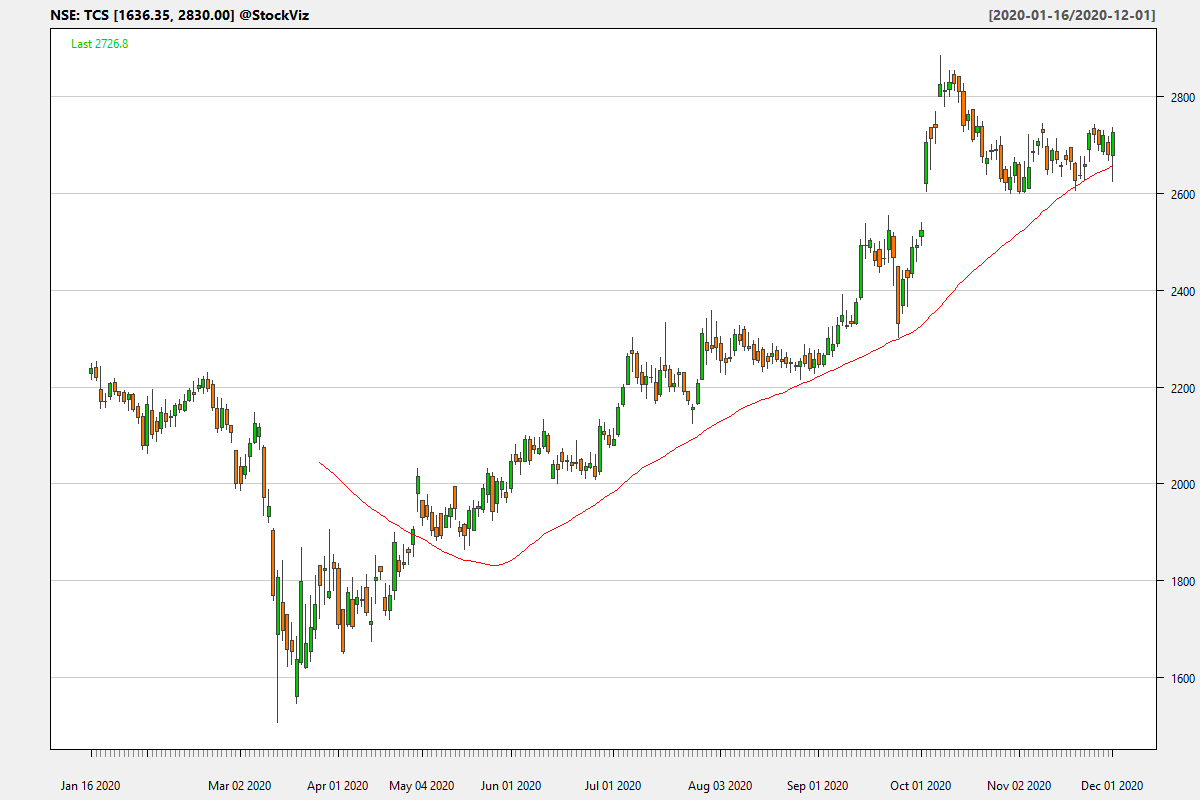 NSE: TCS [1636.35, 2830.00] @StockViz
[2020-01-16/2020-12-01]
Last 2726.8
2800
2600
2400
2200
2000
1800
1600
Jan 16 2020 Mar 02 2020 Apr 01 2020 May 04 2020 Jun 01 2020 Jul 01 2020 Aug 03 2020 Sep 01 2020 Oct 01 2020 Nov 02 2020 Dec 01 2020